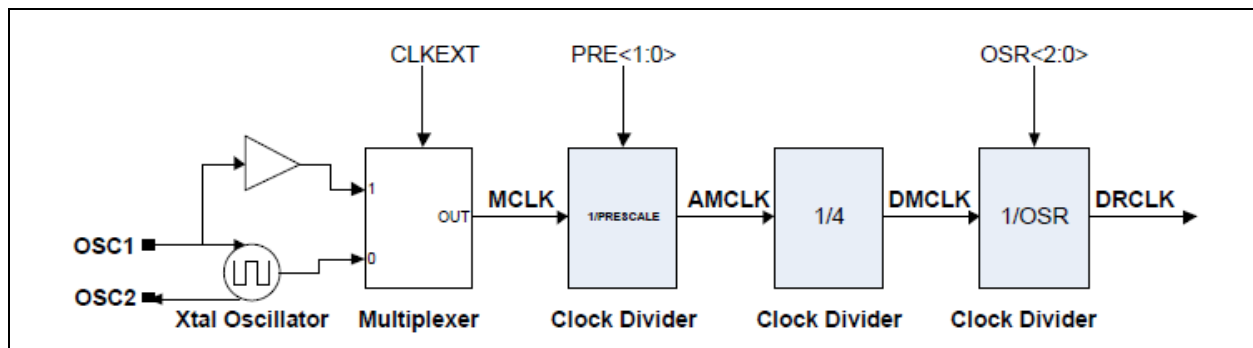 CLKEXT PRE<1:0> OSR<2:0>
1
MCLK AMCLK DMCLK DRCLK
OUT 1/PRESCALE 1/4 1/OSR
OSC1
0
OSC2
Xtal Oscillator Multiplexer Clock Divider Clock Divider Clock Divider